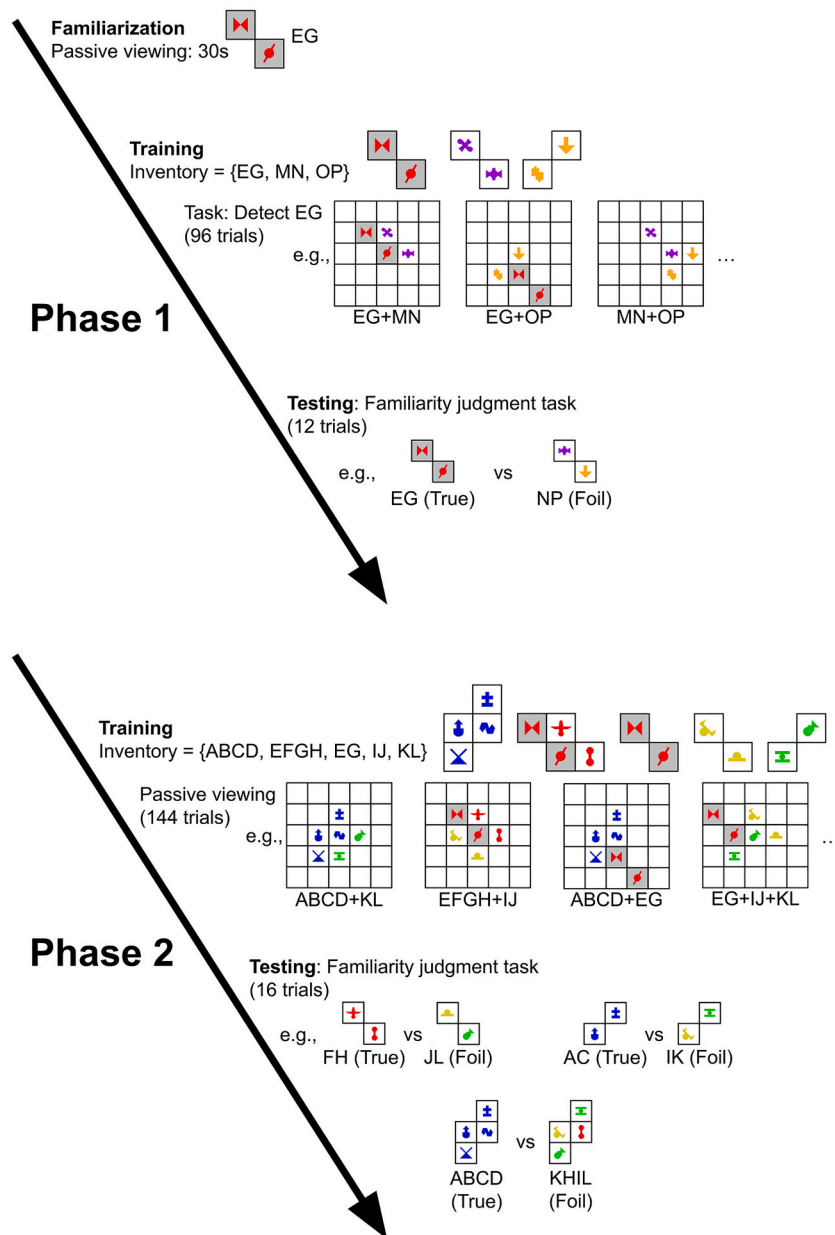 Familiarization
Passive viewing: 30s
EG
Training
Inventory = {EG, MN, OP}
Task: Detect EG
(96 trials)
e.g.,
...
EG+MN
EG+OP
MN+OP
Phase 1
Testing: Familiarity judgment task
(12 trials)
e.g.,
vs
EG (True)
NP (Foil)
Training
Inventory = {ABCD, EFGH, EG, IJ, KL}
Passive viewing
(144 trials)
e.g.,
..
ABCD+KL
EFGH+IJ
ABCD+EG
EG+IJ+KL
Phase 2
Testing: Familiarity judgment task
(16 trials)
e.g.,
vs
vs
FH (True)
JL (Foil)
AC (True)
IK (Foil)
vs
ABCD
(True)
KHIL
(Foil)